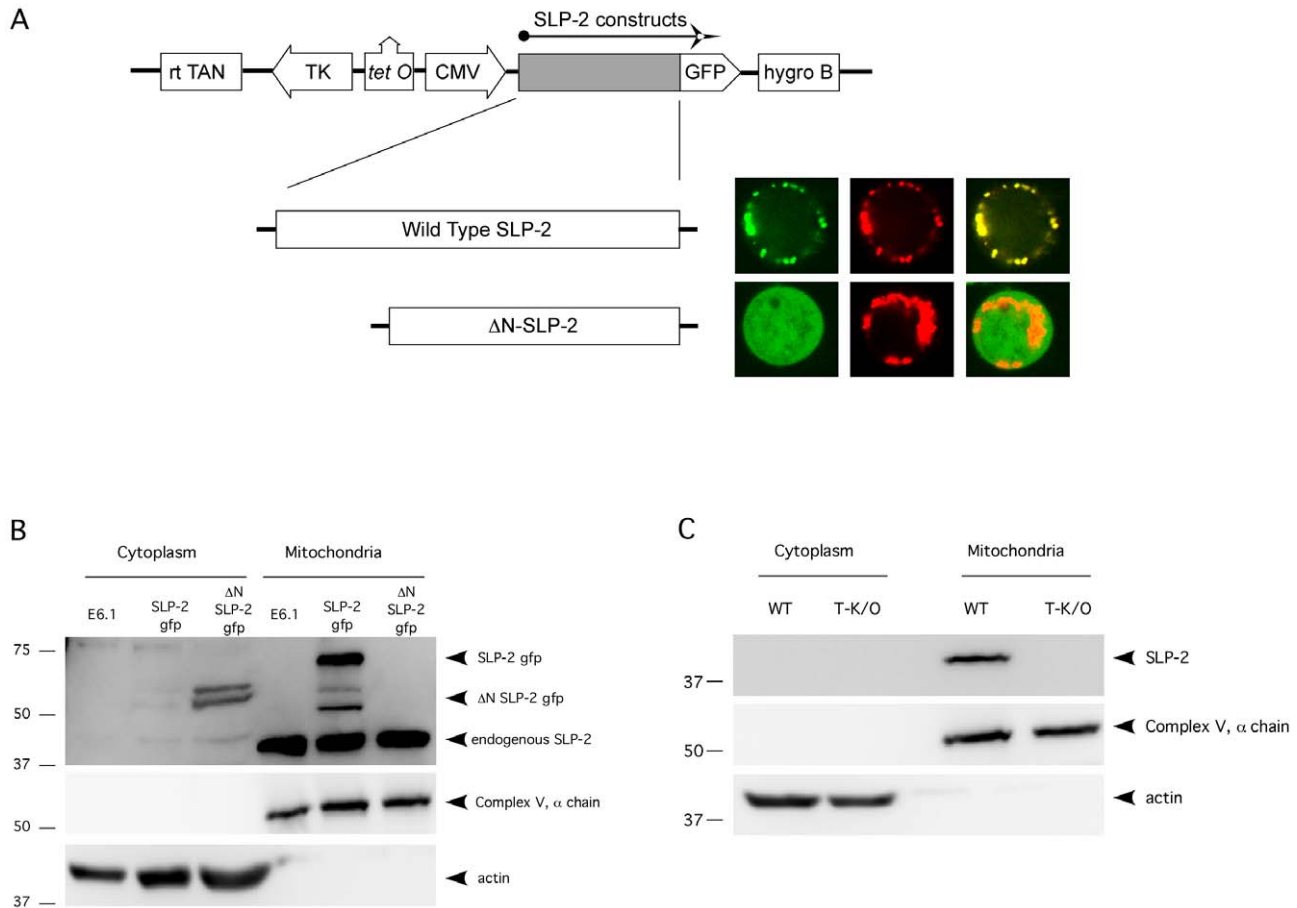 A
SLP-2 constructs
rt TAN
TK
tet O
CMV
GFP
hygro B
Wild Type SLP-2
ΔN-SLP-2
B
Cytoplasm
Mitochondria
E6.1
SLP-2
gfp
ΔN
SLP-2
gfp
E6.1
SLP-2
gfp
ΔN
SLP-2
gfp
75
50
37
SLP-2 gfp
ΔN SLP-2 gfp
endogenous SLP-2
50
Complex V, α chain
37
actin
C
Cytoplasm
Mitochondria
WT
T-K/O
WT
T-K/O
37
SLP-2
50
Complex V, α chain
37
actin